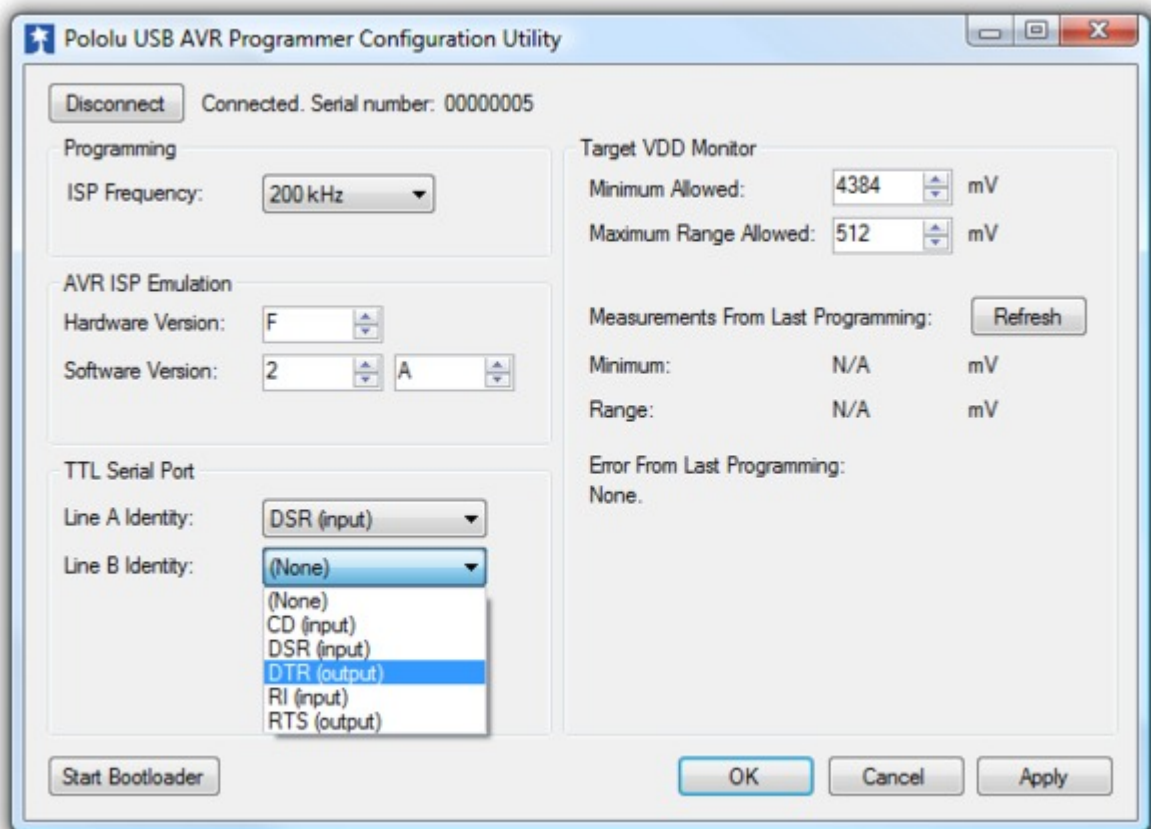 Pololu USB AVR Programmer Configuration Utility
Disconnect Connected. Serial number: 00000005
Programming
ISP Frequency: 200 kHz
AVR ISP Emulation
Hardware Version: F
Software Version: 2 A
TTL Serial Port
Line A Identity: DSR (input)
Line B Identity: (None)
(None)
CD (input)
DSR (input)
DTR (output)
RI (input)
RTS (output)
Target VDD Monitor
Minimum Allowed: 4384 mV
Maximum Range Allowed: 512 mV
Measurements From Last Programming: Refresh
Minimum: N/A mV
Range: N/A mV
Error From Last Programming:
None.
Start Bootloader OK Cancel Apply